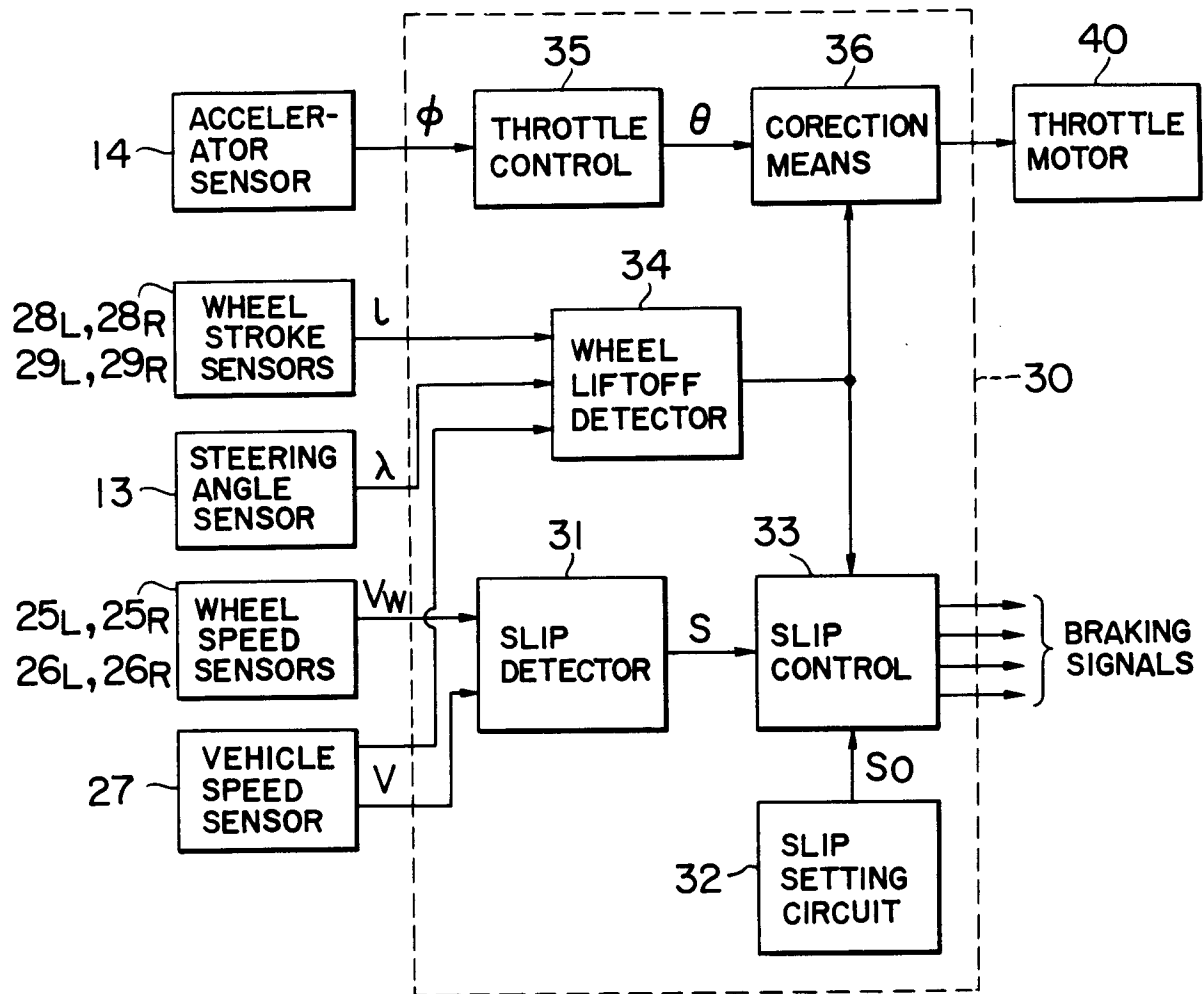 35
36
40
14
ACCELER-
ATOR
SENSOR
ϕ
THROTTLE
CONTROL
θ
CORECTION
MEANS
THROTTLE
MOTOR
34
28L, 28R
29L, 29R
WHEEL
STROKE
SENSORS
l
WHEEL
LIFTOFF
DETECTOR
30
13
STEERING
ANGLE
SENSOR
λ
31
33
25L, 25R
26L, 26R
WHEEL
SPEED
SENSORS
VW
SLIP
DETECTOR
S
SLIP
CONTROL
BRAKING
SIGNALS
27
VEHICLE
SPEED
SENSOR
V
SO
32
SLIP
SETTING
CIRCUIT